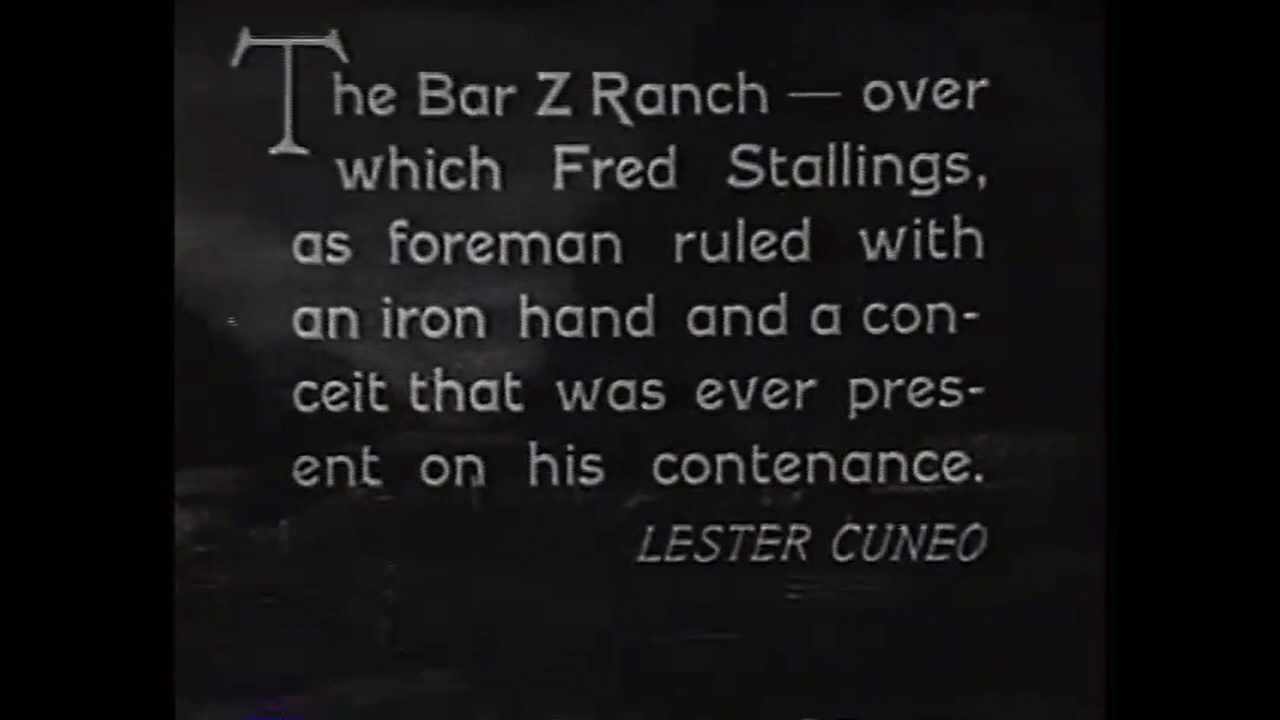 The Bar Z Ranch — over
which Fred Stallings,
as foreman ruled with
an iron hand and a con-
ceit that was ever pres-
ent on his contenance.
LESTER CUNEO